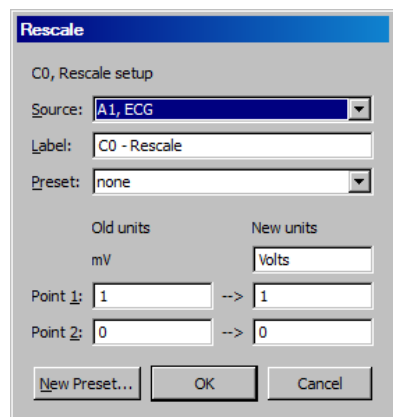 Rescale
C0, Rescale setup
Source: A1, ECG
Label: C0 - Rescale
Preset: none
Old units New units
mV Volts
Point 1: 1 --> 1
Point 2: 0 --> 0
New Preset... OK Cancel